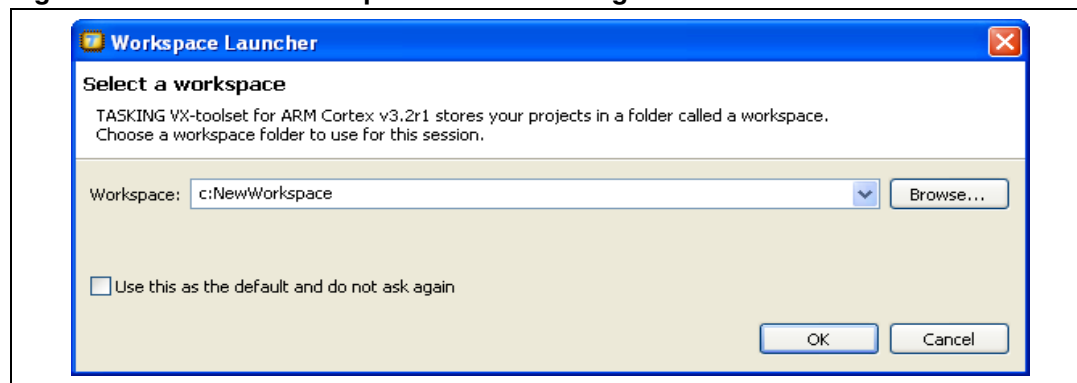 Workspace Launcher
Select a workspace
TASKING VX-toolset for ARM Cortex v3.2r1 stores your projects in a folder called a workspace.
Choose a workspace folder to use for this session.
Workspace: c:NewWorkspace Browse...
Use this as the default and do not ask again
OK Cancel